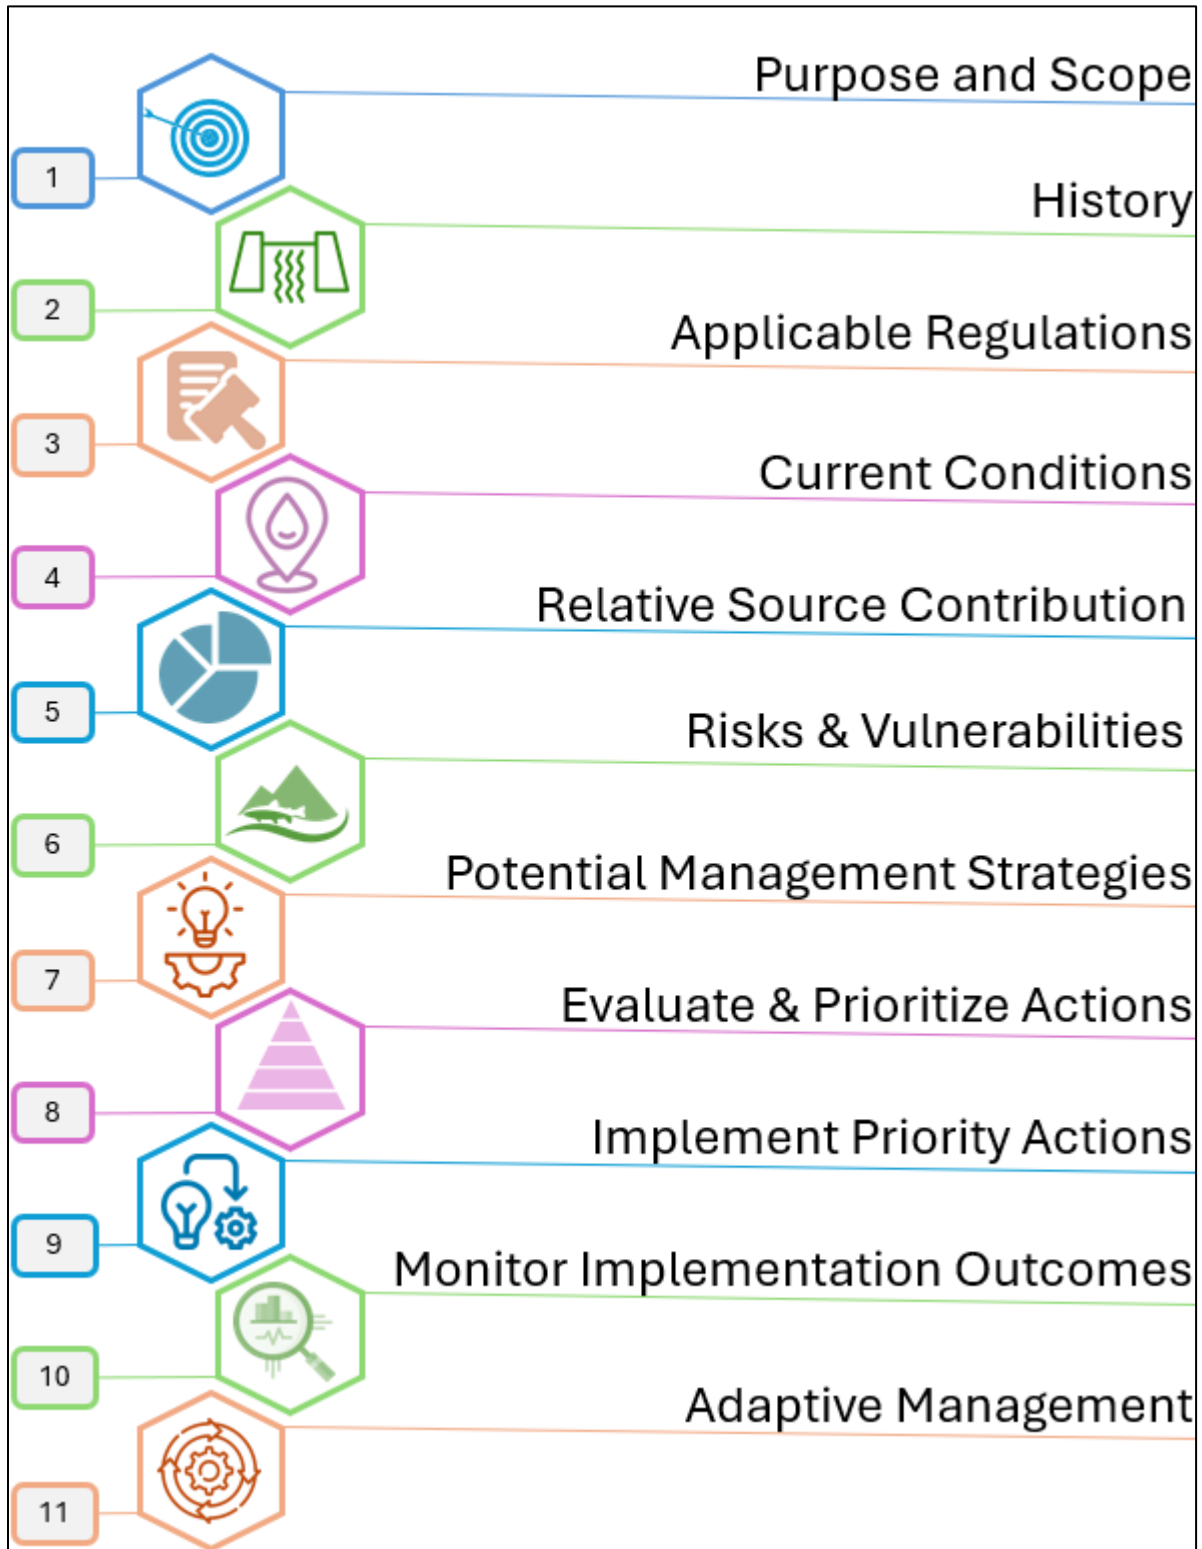 Purpose and Scope
1
History
2
Applicable Regulations
3
Current Conditions
4
Relative Source Contribution
5
Risks & Vulnerabilities
6
Potential Management Strategies
7
Evaluate & Prioritize Actions
8
Implement Priority Actions
9
Monitor Implementation Outcomes
10
Adaptive Management
11